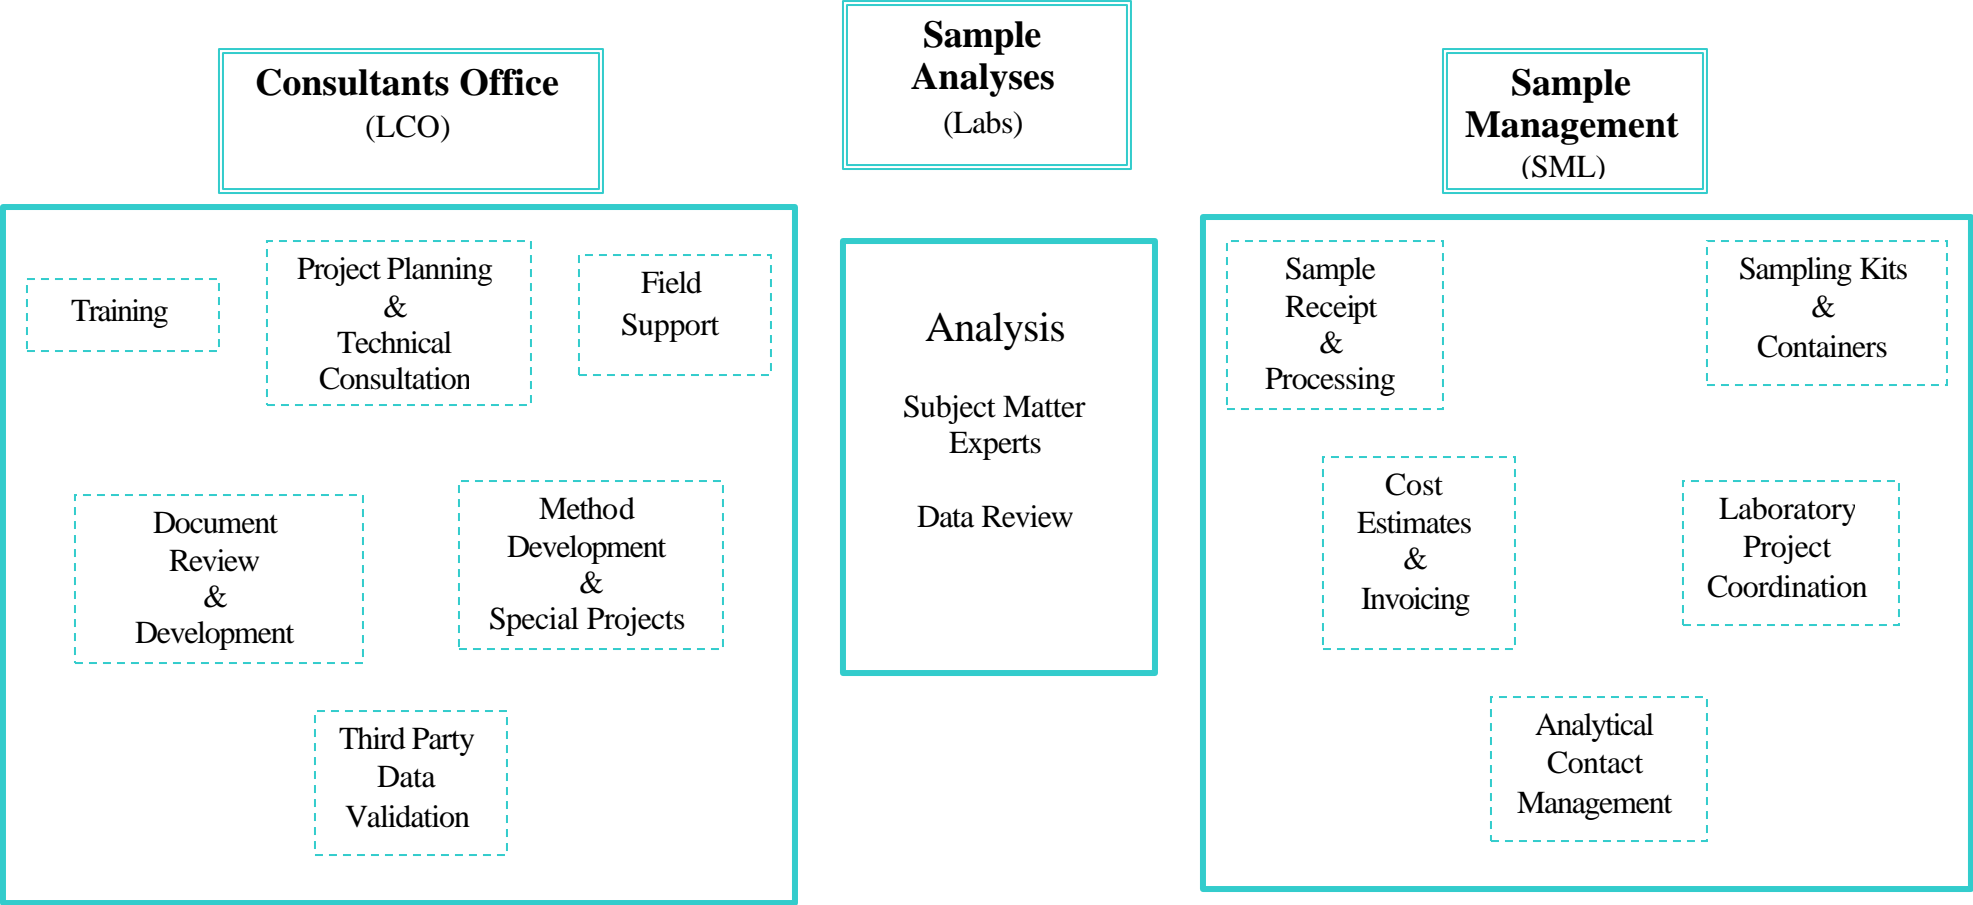 Consultants Office
(LCO)
Sample
Analyses
(Labs)
Sample
Management
(SML)
Training
Project Planning
&
Technical
Consultation
Field
Support
Document
Review
&
Development
Method
Development
&
Special Projects
Third Party
Data
Validation
Analysis
Subject Matter
Experts
Data Review
Sample
Receipt
&
Processing
Sampling Kits
&
Containers
Cost
Estimates
&
Invoicing
Laboratory
Project
Coordination
Analytical
Contact
Management